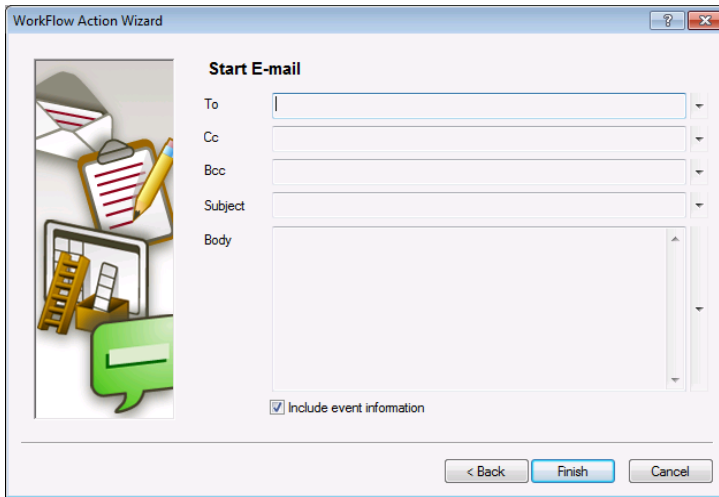 WorkFlow Action Wizard
Start E-mail
To
Cc
Bcc
Subject
Body
Include event information
< Back Finish Cancel